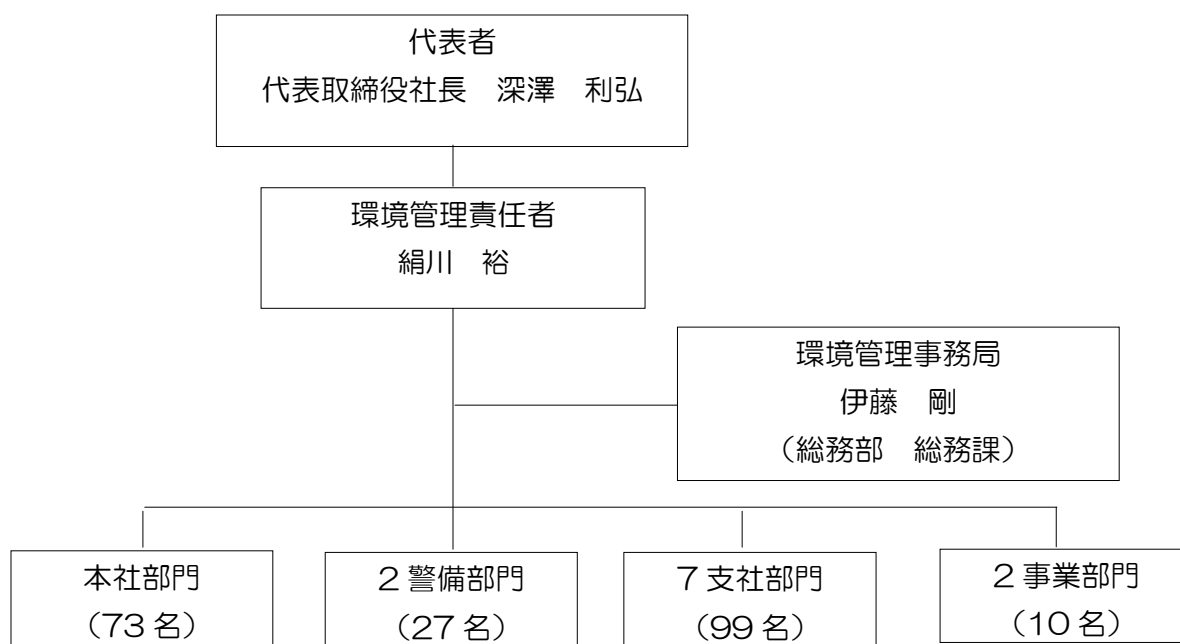 代表者
代表取締役社長　深澤　利弘
環境管理責任者
絹川　裕
環境管理事務局
伊藤　剛
（総務部　総務課）
本社部門
（73名）
2警備部門
（27名）
7支社部門
（99名）
2事業部門
（10名）